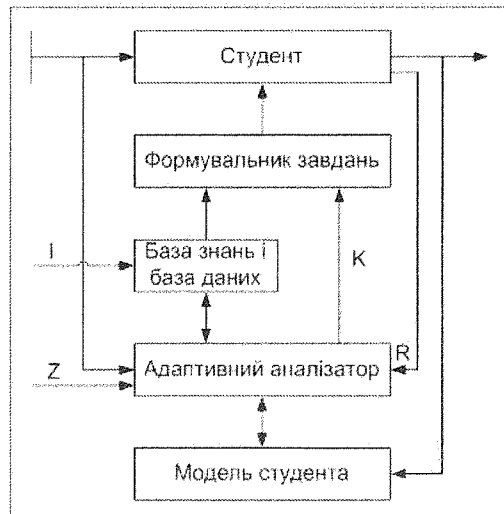 Студент
Формувальник завдань
I
База знань і
база даних
K
Z
Адаптивний аналізатор
R
Модель студента